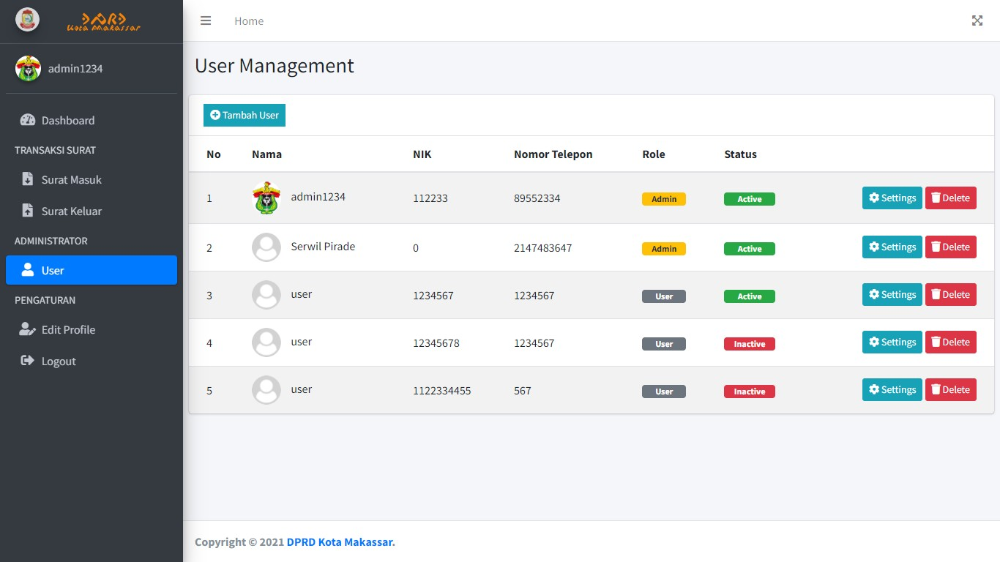 DPRD
Kota Makassar
Home
admin1234
Dashboard
TRANSAKSI SURAT
Surat Masuk
Surat Keluar
ADMINISTRATOR
User
PENGATURAN
Edit Profile
Logout
User Management
Tambah User
No Nama NIK Nomor Telepon Role Status
1 admin1234 112233 89552334 Admin Active Settings Delete
2 Serwil Pirade 0 2147483647 Admin Active Settings Delete
3 user 1234567 1234567 User Active Settings Delete
4 user 12345678 1234567 User Inactive Settings Delete
5 user 1122334455 567 User Inactive Settings Delete
Copyright © 2021 DPRD Kota Makassar.